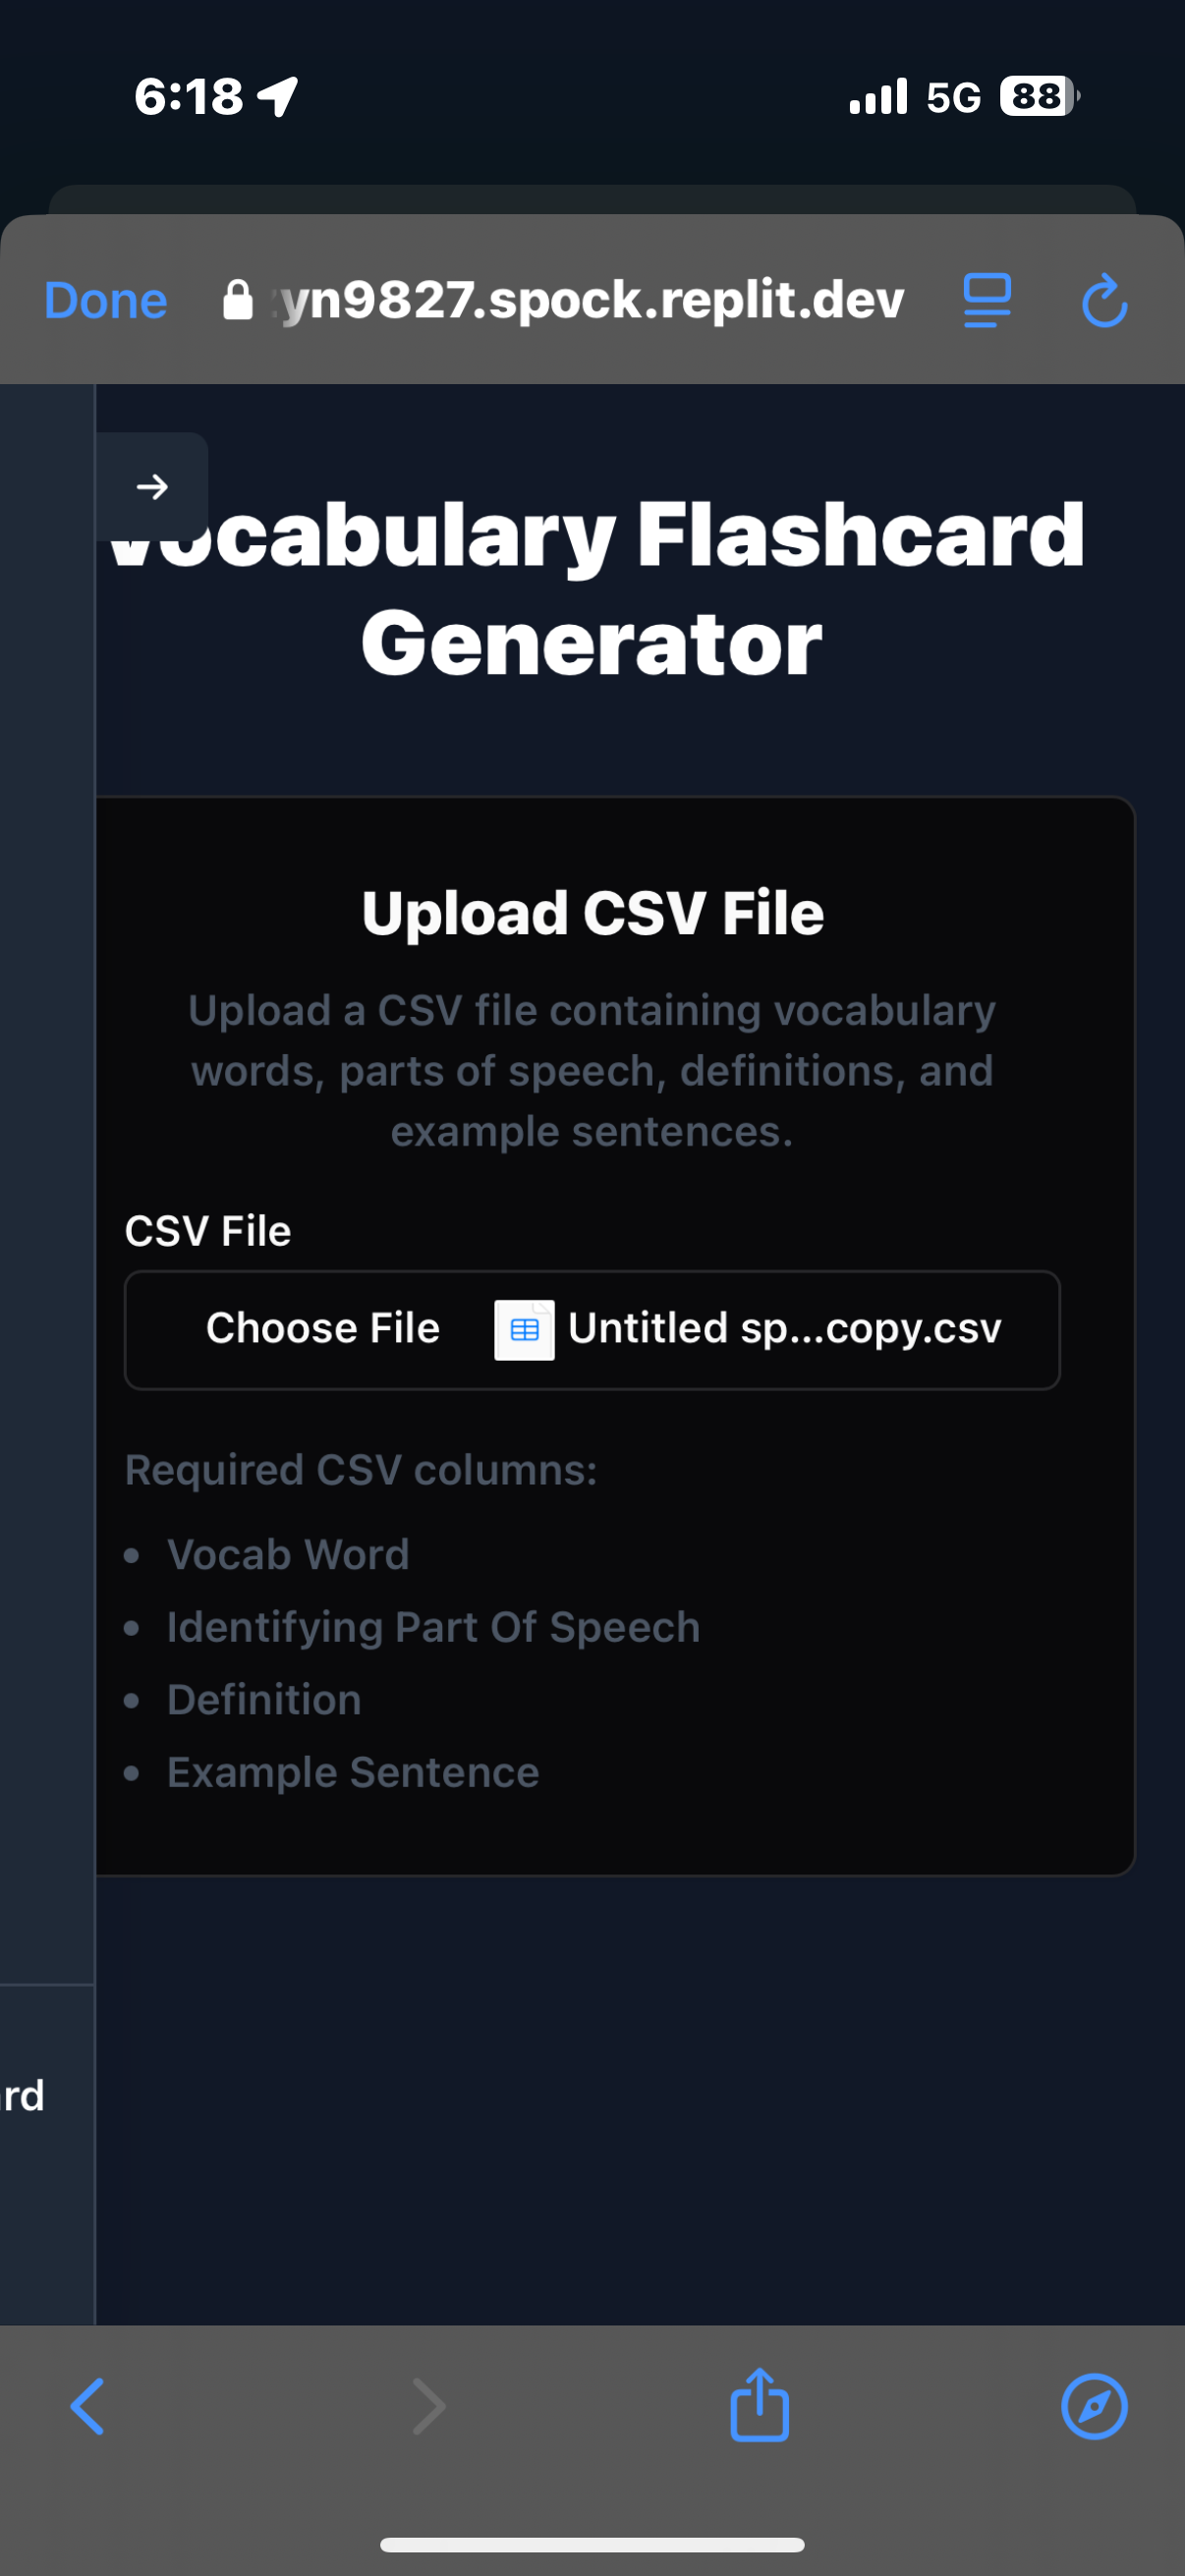 6:18
5G 88
Done yn9827.spock.replit.dev
Vocabulary Flashcard
Generator
Upload CSV File
Upload a CSV file containing vocabulary
words, parts of speech, definitions, and
example sentences.
CSV File
Choose File Untitled sp...copy.csv
Required CSV columns:
• Vocab Word
• Identifying Part Of Speech
• Definition
• Example Sentence
rd